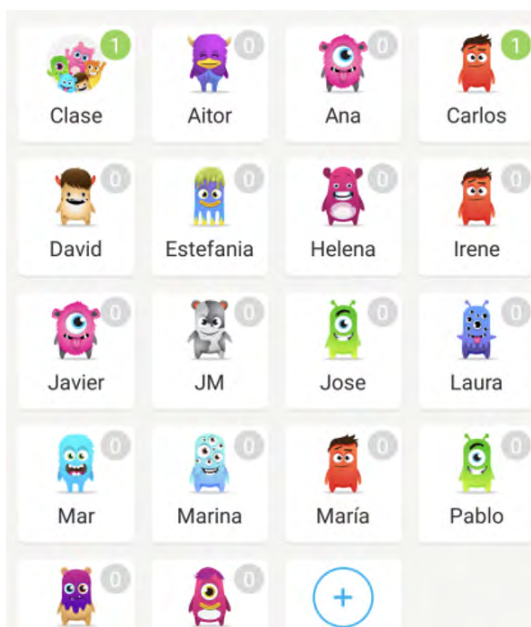 1 0 0 1
Clase Aitor Ana Carlos
0 0 0 0
David Estefania Helena Irene
0 0 0 0
Javier JM Jose Laura
0 0 0 0
Mar Marina María Pablo
0 0
+